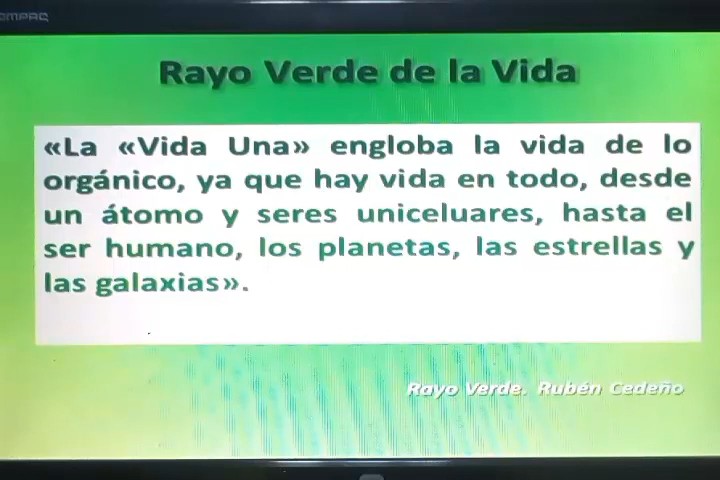 COMPAQ
Rayo Verde de la Vida
«La «Vida Una» engloba la vida de lo
orgánico, ya que hay vida en todo, desde
un átomo y seres uniceluares, hasta el
ser humano, los planetas, las estrellas y
las galaxias».
Rayo Verde. Rubén Cedeño